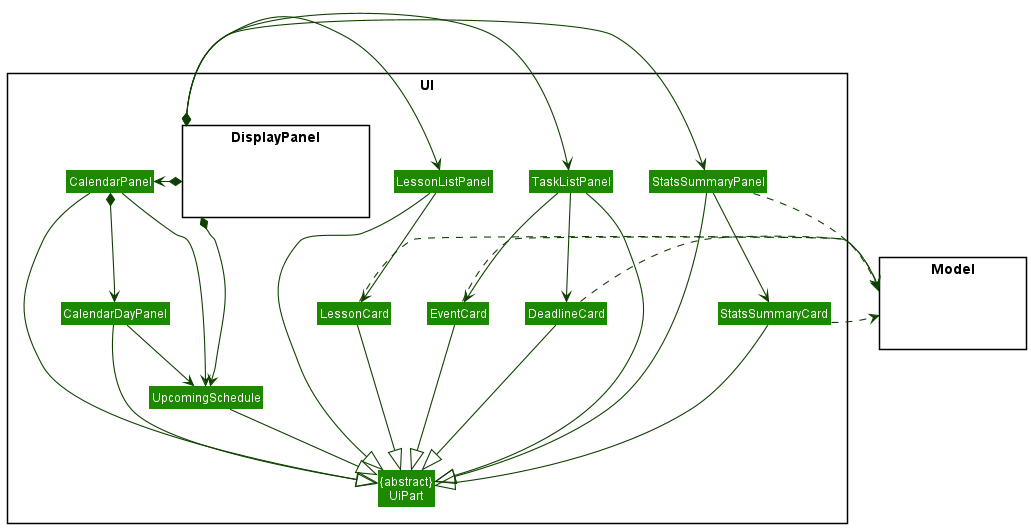 UI
DisplayPanel
CalendarPanel
LessonListPanel
TaskListPanel
StatsSummaryPanel
Model
CalendarDayPanel
LessonCard
EventCard
DeadlineCard
StatsSummaryCard
UpcomingSchedule
{abstract}
UiPart